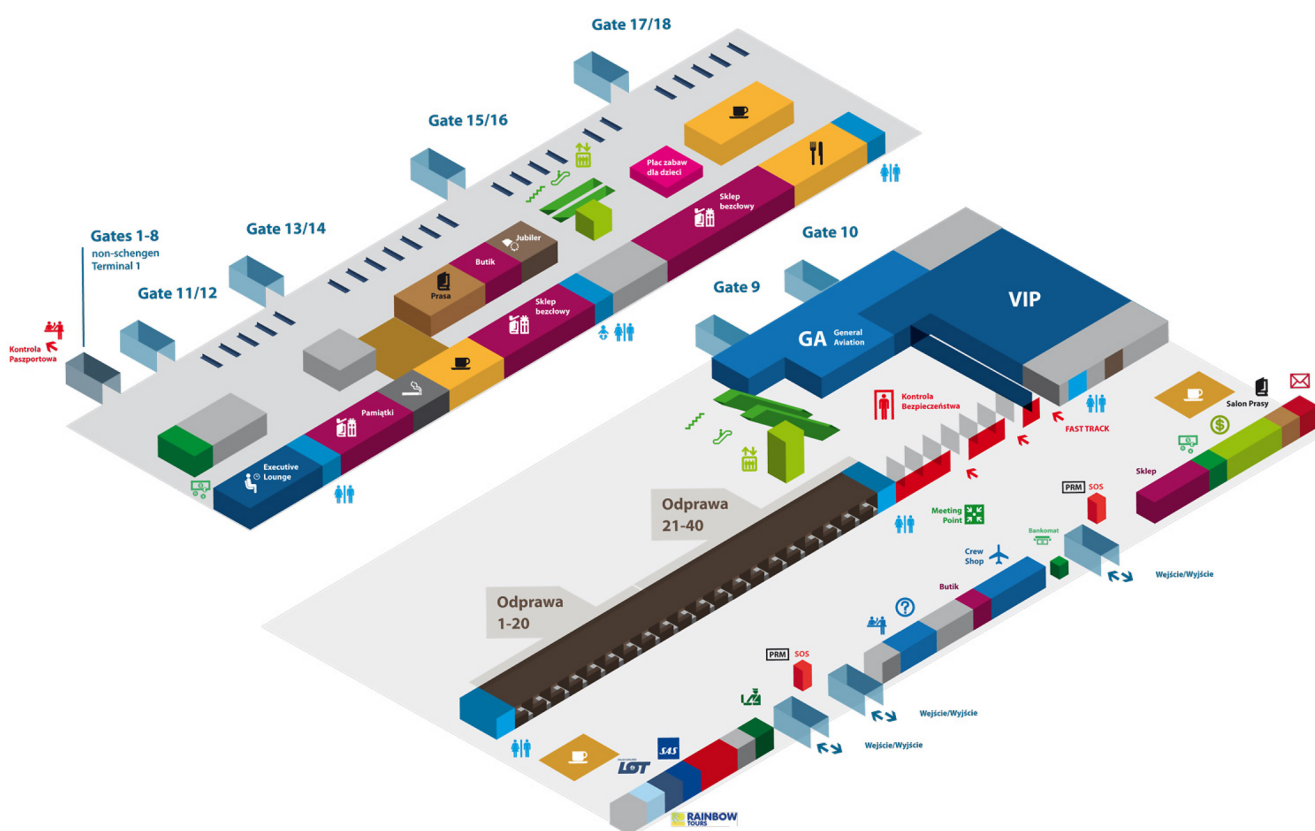 Gate 17/18
Gate 15/16
Gate 13/14
Gates 1-8
non-schengen
Terminal 1
Gate 11/12
Kontrola
Paszportowa
Plac zabaw
dla dzieci
Sklep
bezcłowy
Jubiler
Butik
Prasa
Sklep
bezcłowy
Pamiątki
Executive
Lounge
Gate 10
Gate 9
VIP
GA
General
Aviation
Kontrola
Bezpieczeństwa
FAST TRACK
Salon Prasy
Sklep
PRM
SOS
Meeting
Point
Bankomat
Crew
Shop
Wejście/Wyjście
Butik
Odprawa
21-40
Odprawa
1-20
PRM
SOS
Wejście/Wyjście
Wejście/Wyjście
SAS
LOT
RAINBOW
TOURS